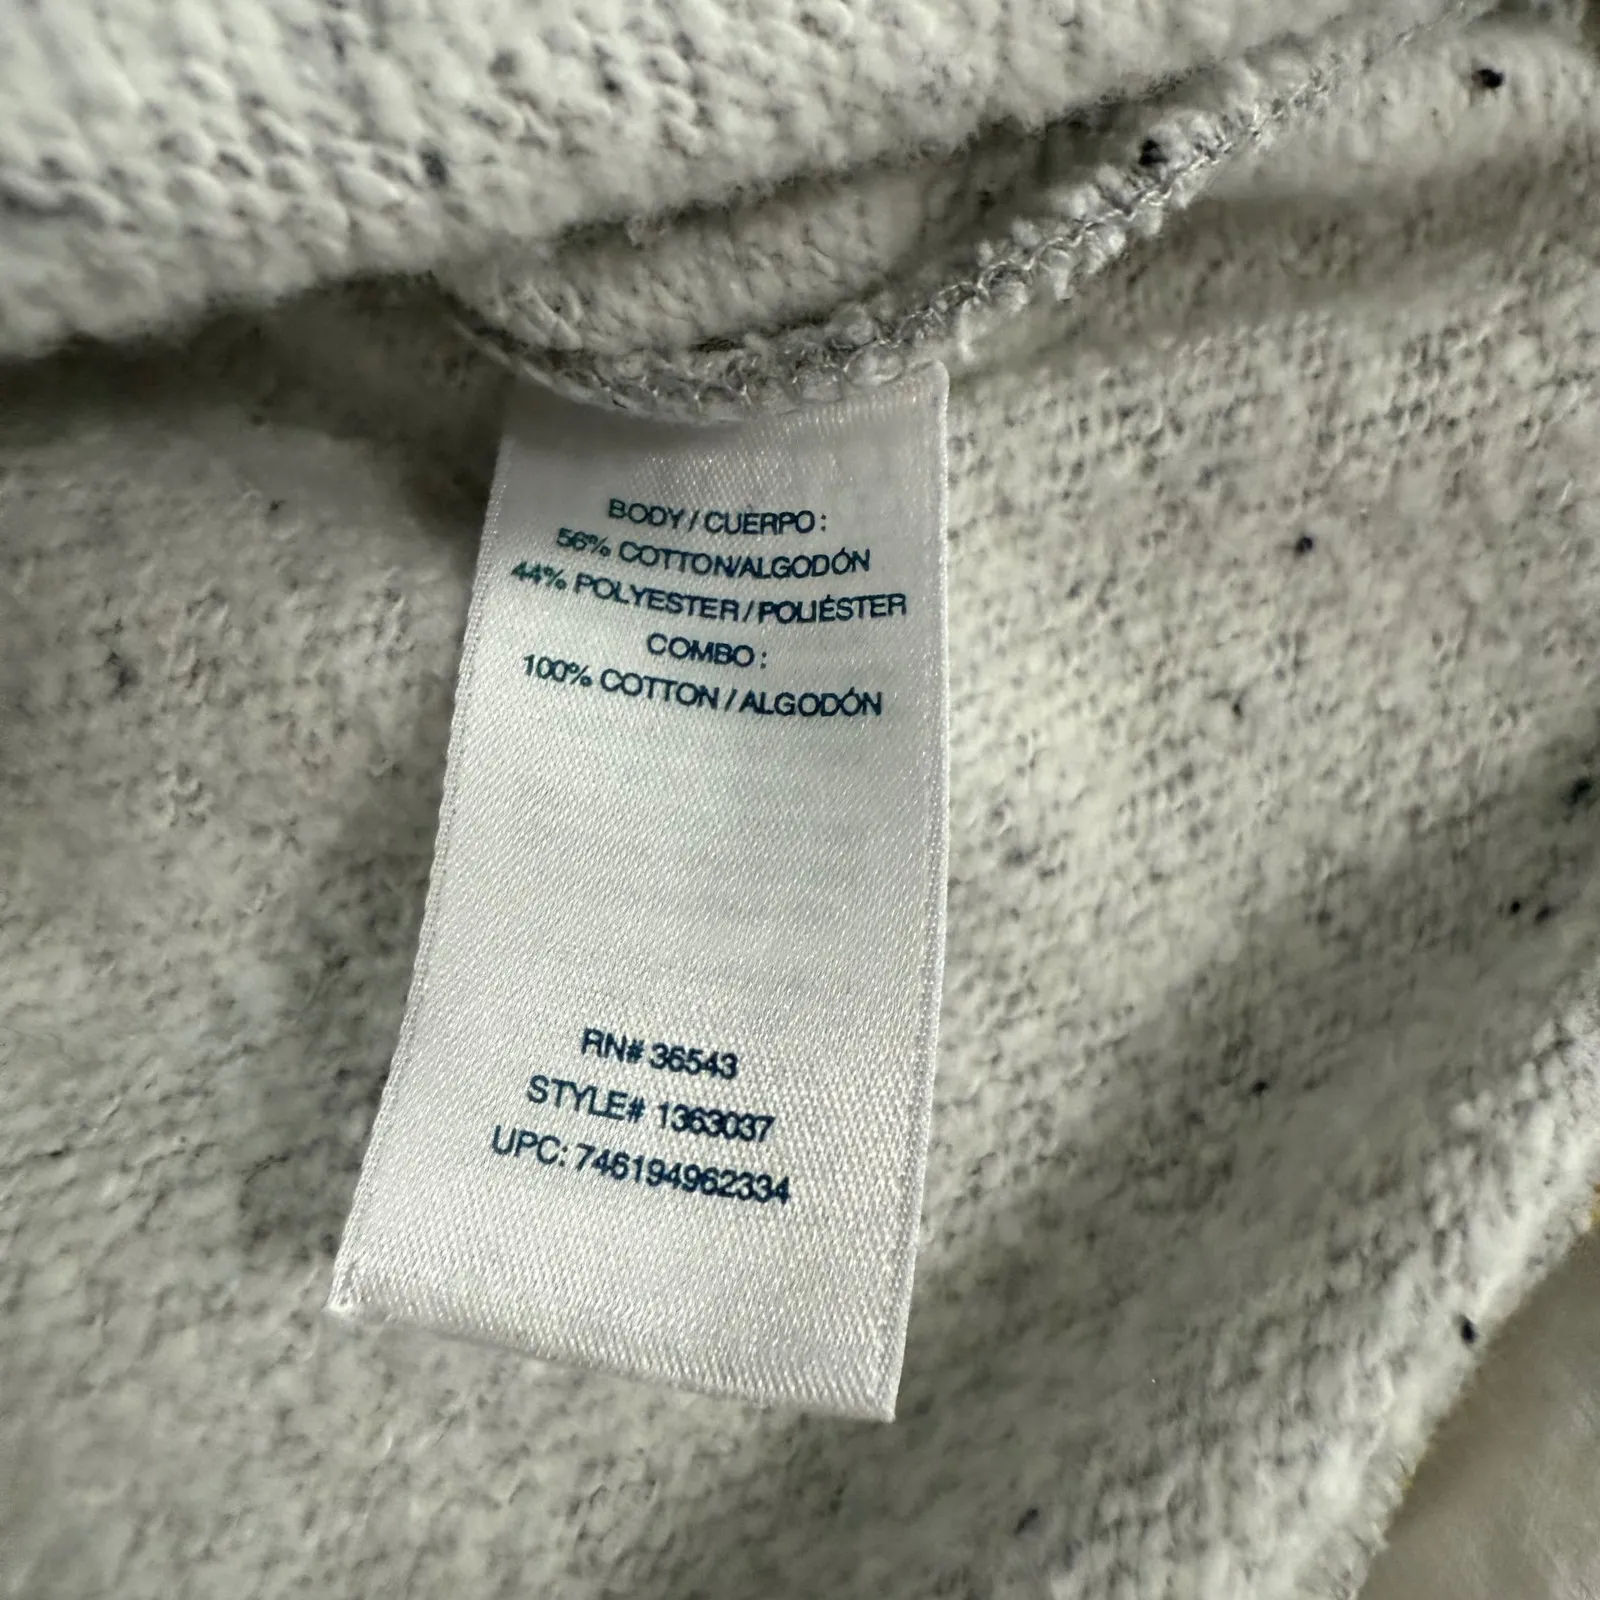 BODY / CUERPO :
56% COTTON/ALGODÓN
44% POLYESTER / POLIÉSTER
COMBO :
100% COTTON / ALGODÓN
RN# 36543
STYLE# 1363037
UPC: 746194962334